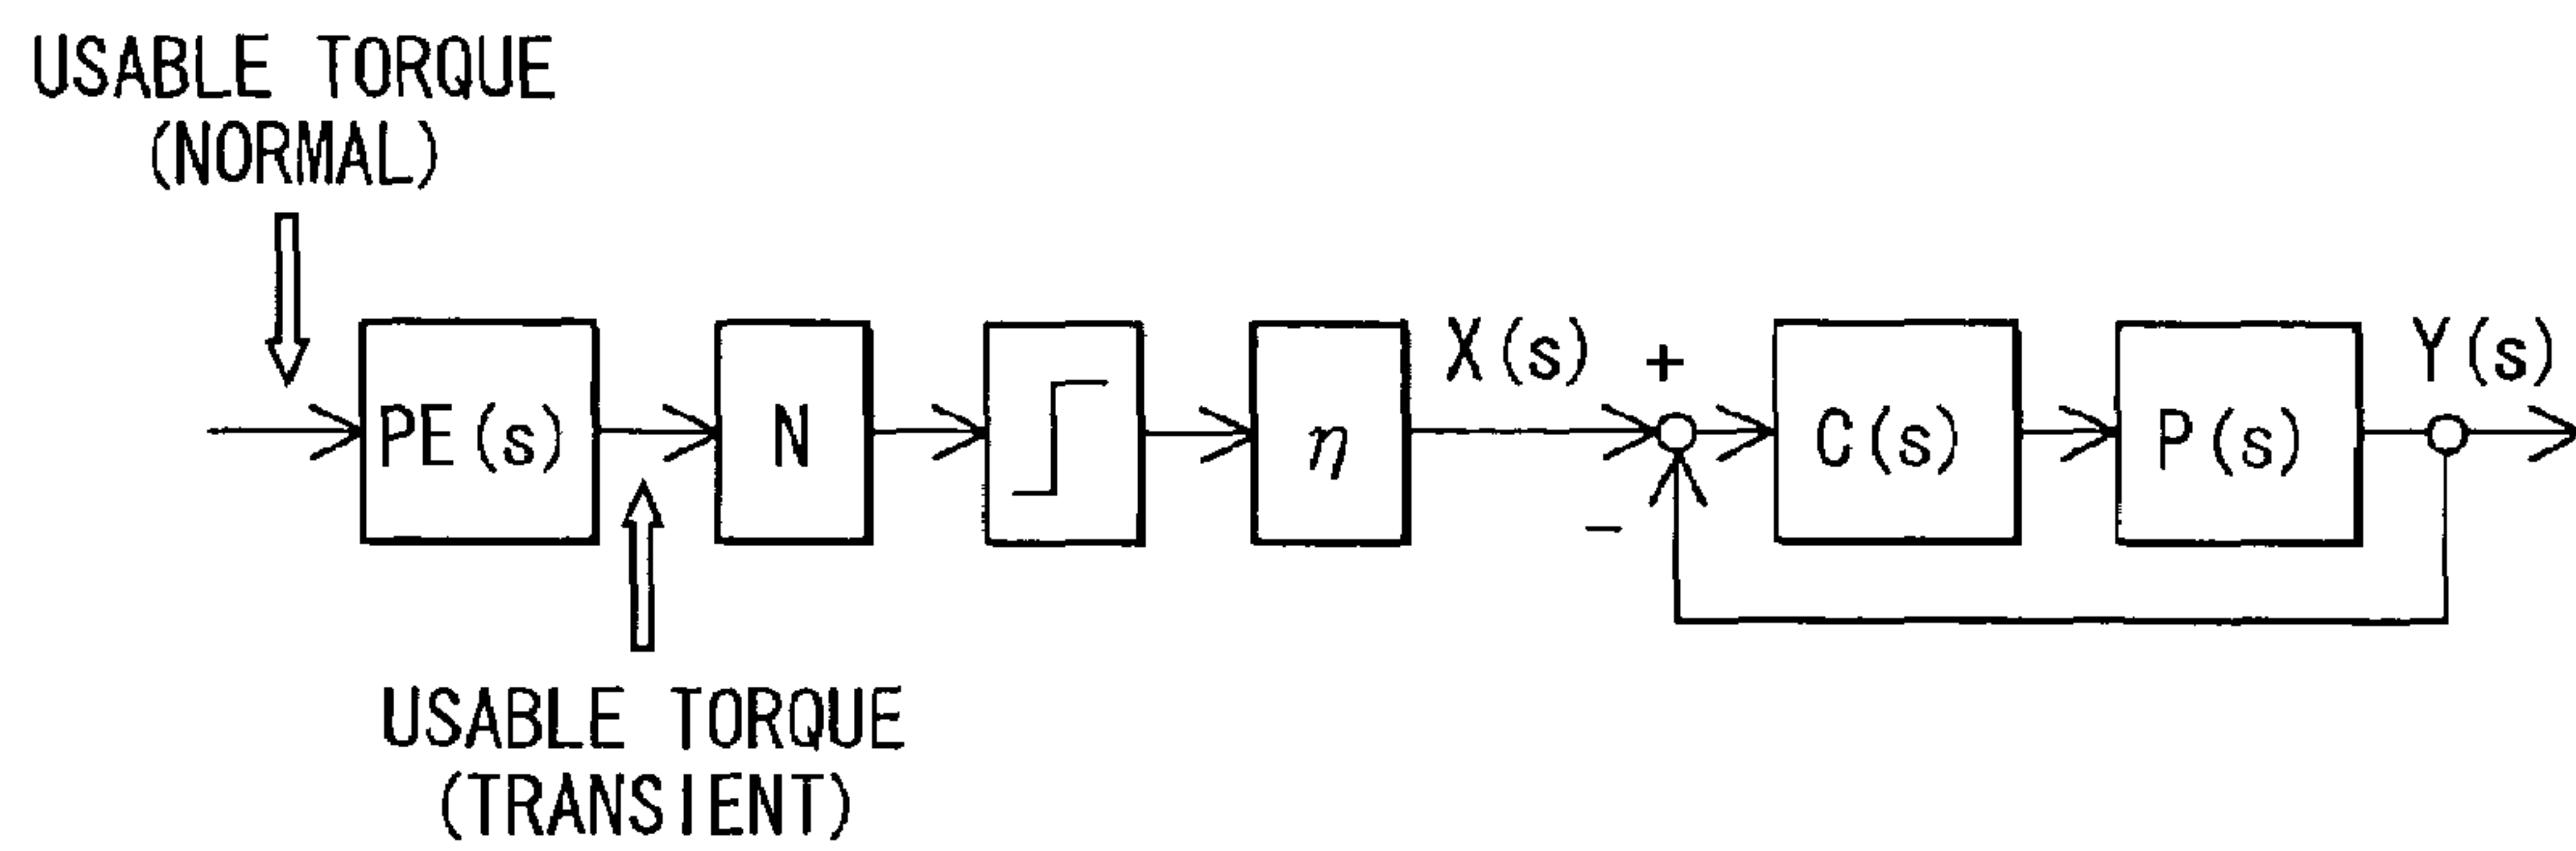 USABLE TORQUE
(NORMAL)
PE(s)
N
η
X(s)
+
-
C(s)
P(s)
Y(s)
USABLE TORQUE
(TRANSIENT)